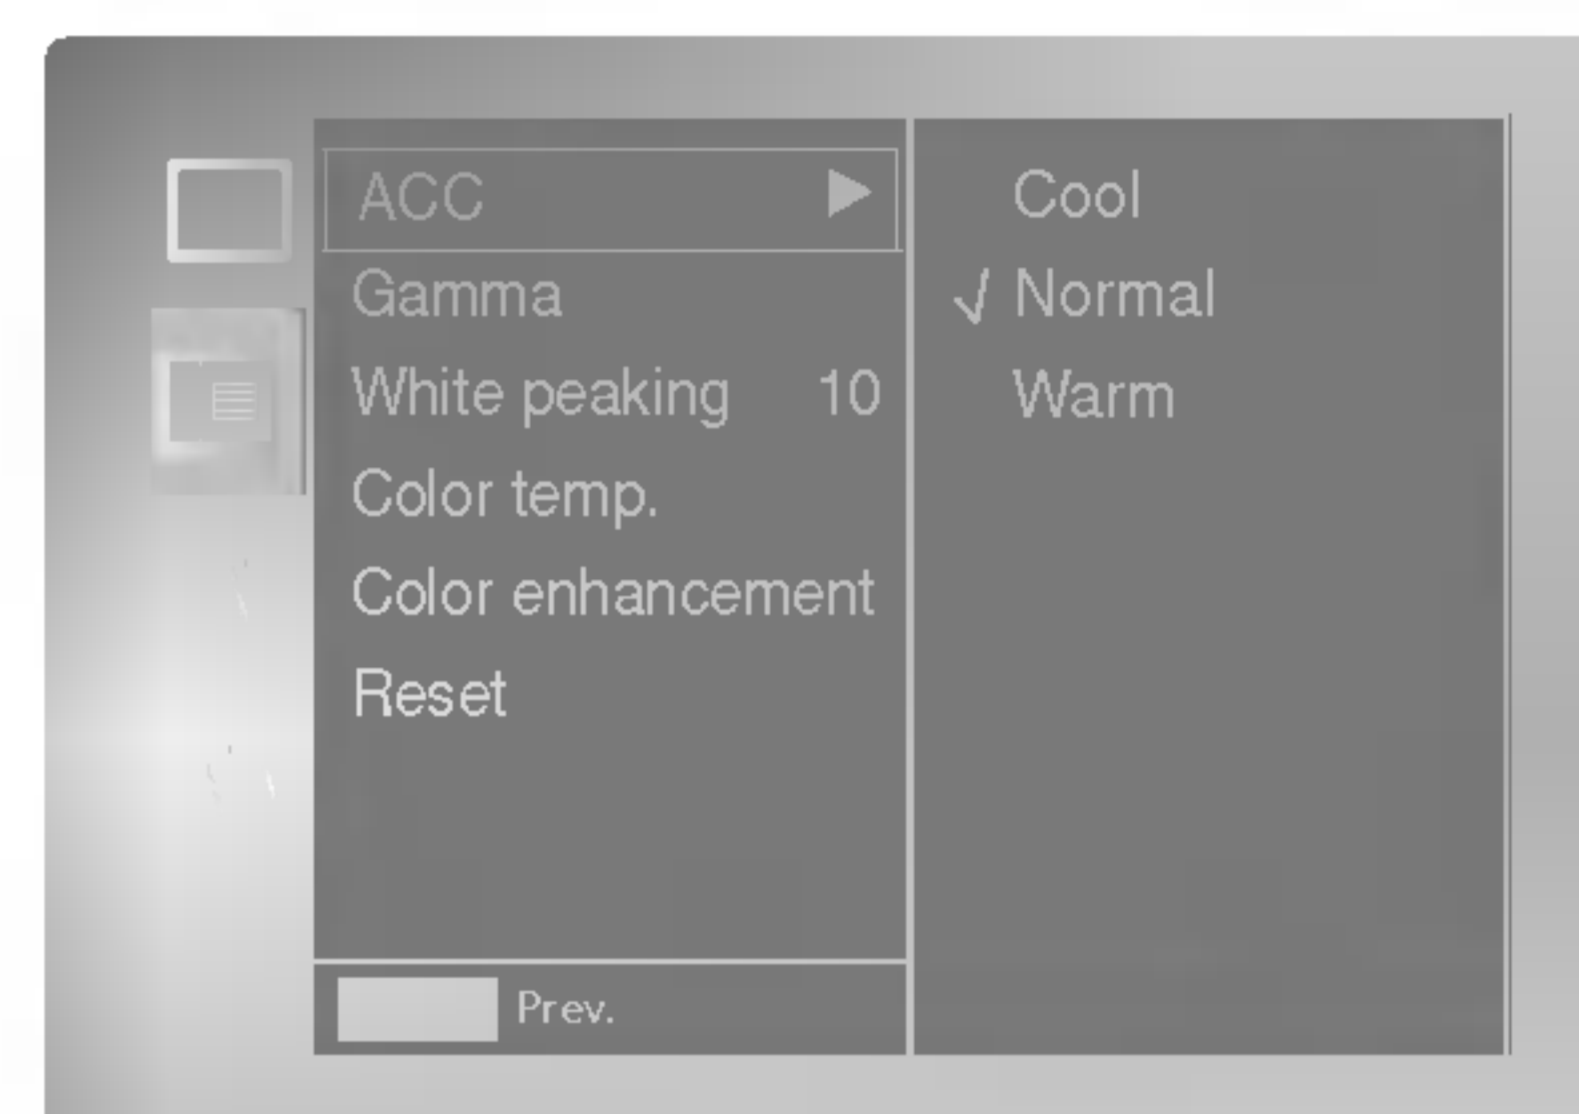 ACC
Gamma
White peaking 10
Color temp.
Color enhancement
Reset
Prev.
Cool
√ Normal
Warm